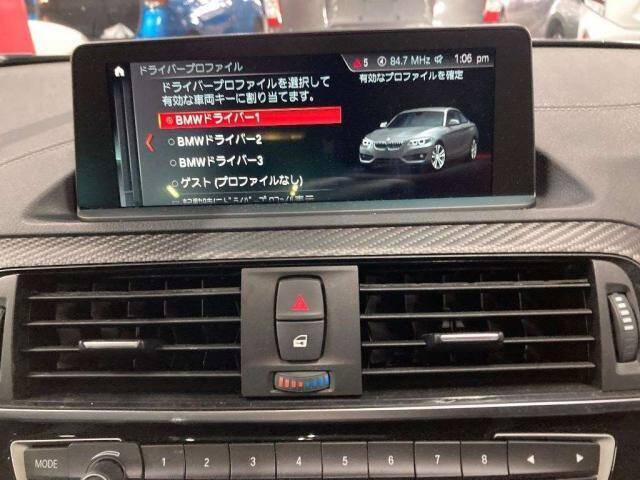 ドライバープロファイル
5 84.7 MHz 1:06 pm
ドライバープロファイルを選択して
有効な車両キーに割り当てます。
有効なプロファイルを確定
BMWドライバー1
BMWドライバー2
BMWドライバー3
ゲスト (プロファイルなし)
MODE 1 2 3 4 5 6 7 8